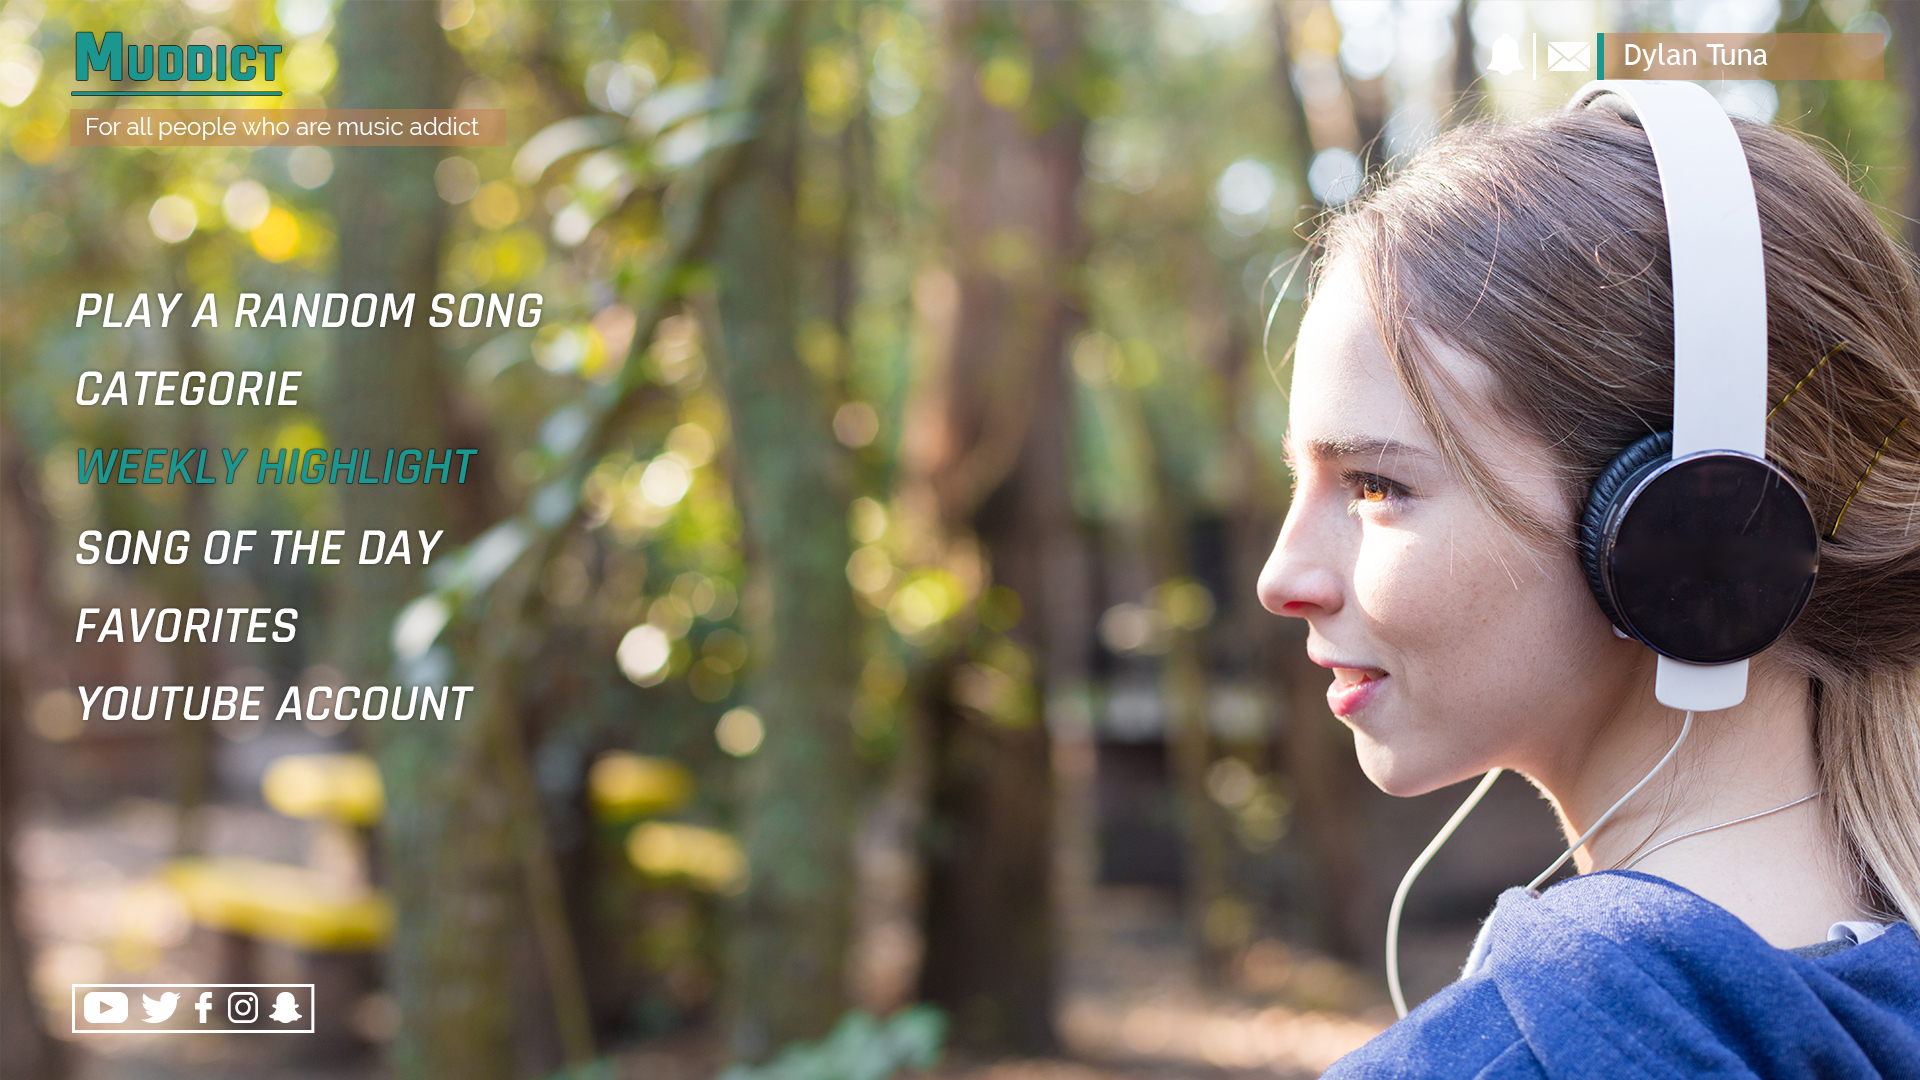 MUDDICT
For all people who are music addict
Dylan Tuna
PLAY A RANDOM SONG
CATEGORIE
WEEKLY HIGHLIGHT
SONG OF THE DAY
FAVORITES
YOUTUBE ACCOUNT